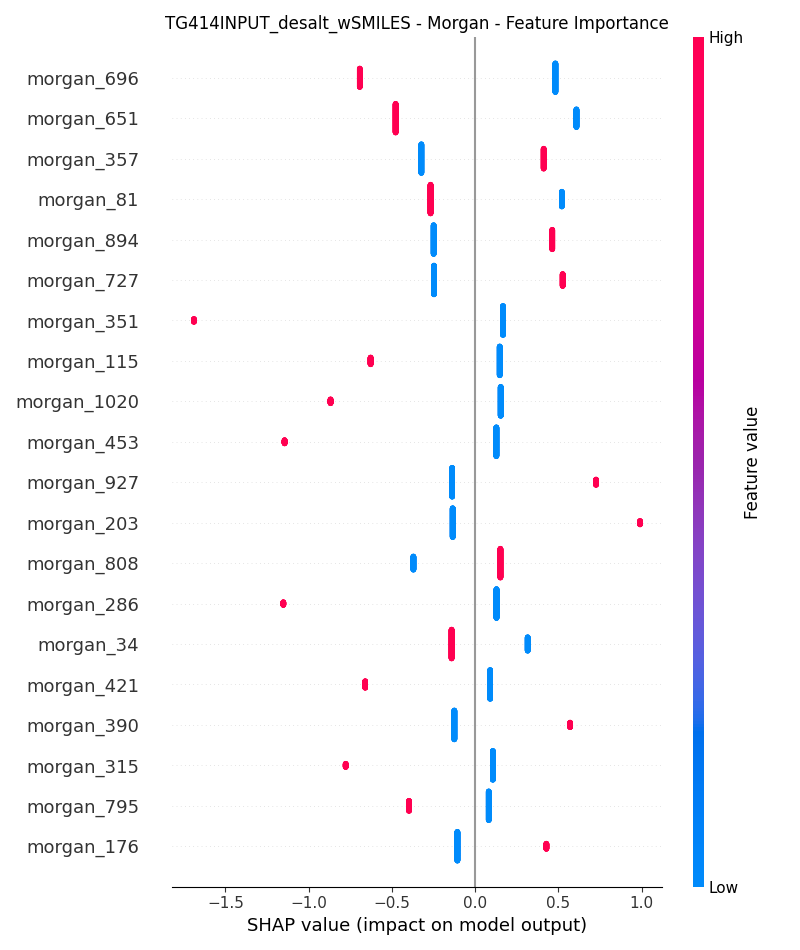 TG414INPUT_desalt_wSMILES - Morgan - Feature Importance
High
morgan_696
morgan_651
morgan_357
morgan_81
morgan_894
morgan_727
morgan_351
morgan_115
morgan_1020
morgan_453
morgan_927
morgan_203
morgan_808
morgan_286
morgan_34
morgan_421
morgan_390
morgan_315
morgan_795
morgan_176
Feature value
Low
−1.5 −1.0 −0.5 0.0 0.5 1.0
SHAP value (impact on model output)